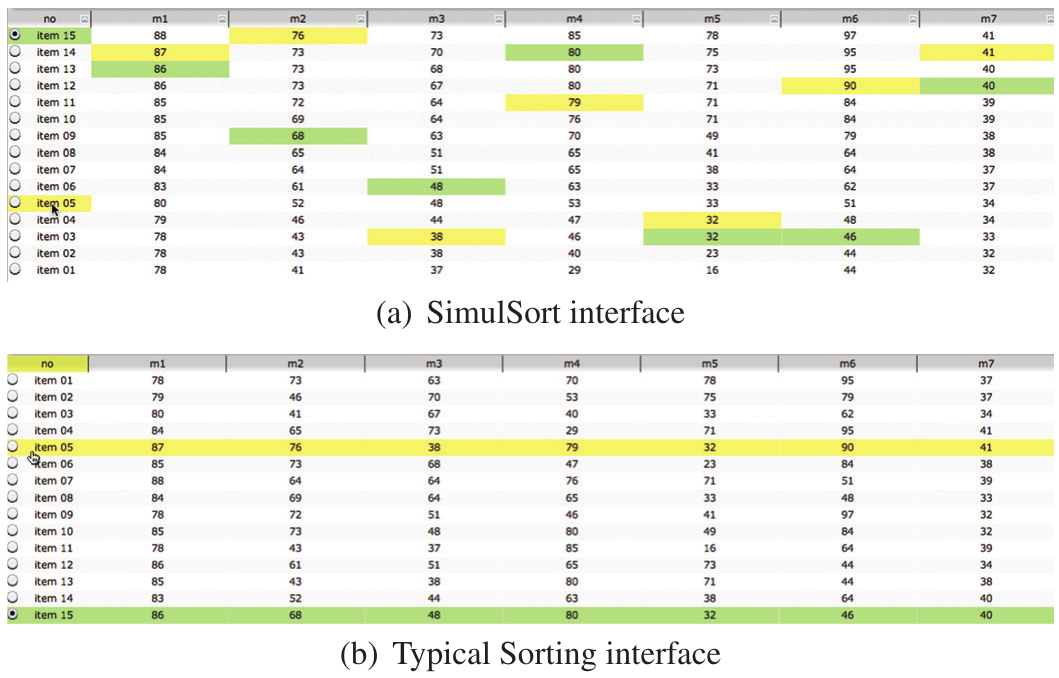 no m1 m2 m3 m4 m5 m6 m7
item 15 88 76 73 85 78 97 41
item 14 87 73 70 80 75 95 41
item 13 86 73 68 80 73 95 40
item 12 86 73 67 80 71 90 40
item 11 85 72 64 79 71 84 39
item 10 85 69 64 76 71 84 39
item 09 85 68 63 70 49 79 38
item 08 84 65 51 65 41 64 38
item 07 84 64 51 65 38 64 37
item 06 83 61 48 63 33 62 37
item 05 80 52 48 53 33 51 34
item 04 79 46 44 47 32 48 34
item 03 78 43 38 46 32 46 33
item 02 78 43 38 40 23 44 32
item 01 78 41 37 29 16 44 32
(a) SimulSort interface
no m1 m2 m3 m4 m5 m6 m7
item 01 78 73 63 70 78 95 37
item 02 79 46 70 53 75 79 37
item 03 80 41 67 40 33 62 34
item 04 84 65 73 29 71 95 41
item 05 87 76 38 79 32 90 41
item 06 85 73 68 47 23 84 38
item 07 88 64 64 76 71 51 39
item 08 84 69 64 65 33 48 33
item 09 78 72 51 46 41 97 32
item 10 85 73 48 80 49 84 32
item 11 78 43 37 85 16 64 39
item 12 86 61 51 65 73 44 34
item 13 85 43 38 80 71 44 38
item 14 83 52 44 63 38 64 40
item 15 86 68 48 80 32 46 40
(b) Typical Sorting interface